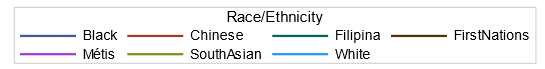 Race/Ethnicity
Black Chinese Filipina FirstNations
Métis SouthAsian White